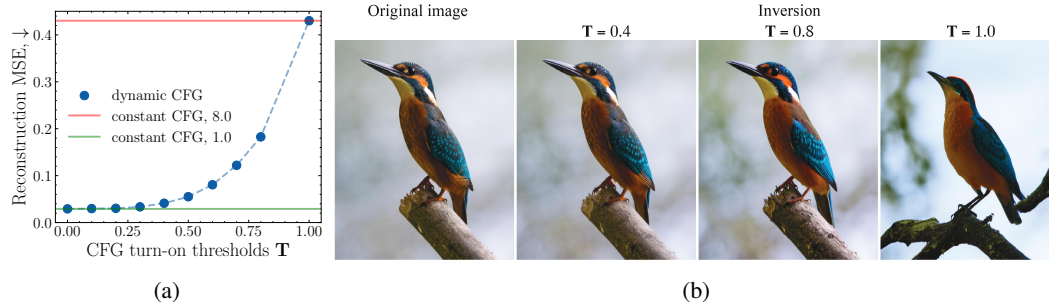 Reconstruction MSE, ↓
0.4
0.3
0.2
0.1
0.0
dynamic CFG
constant CFG, 8.0
constant CFG, 1.0
0.00 0.25 0.50 0.75 1.00
CFG turn-on thresholds T
(a)
Original image
Inversion
T = 0.4
T = 0.8
T = 1.0
(b)